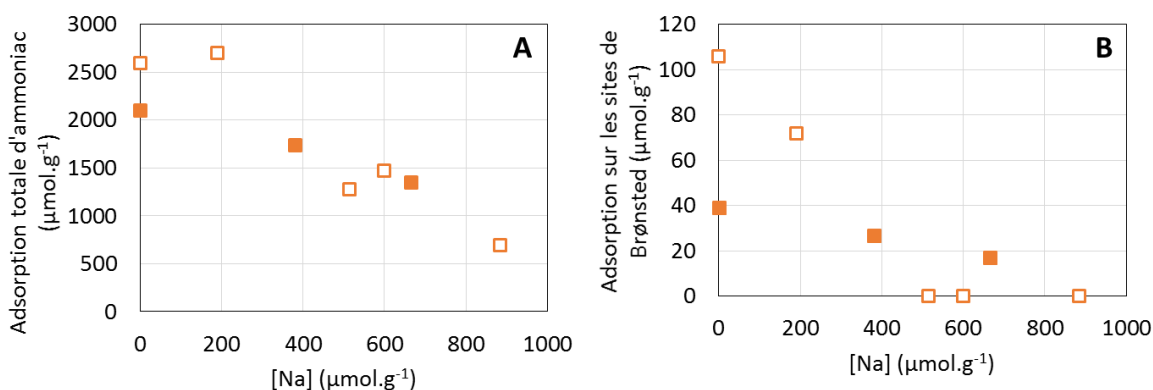 Adsorption totale d'ammoniac
(µmol.g⁻¹)
3000
2500
2000
1500
1000
500
0
0 200 400 600 800 1000
[Na] (µmol.g⁻¹)
A
Adsorption sur les sites de
Brønsted (µmol.g⁻¹)
120
100
80
60
40
20
0
0 200 400 600 800 1000
[Na] (µmol.g⁻¹)
B